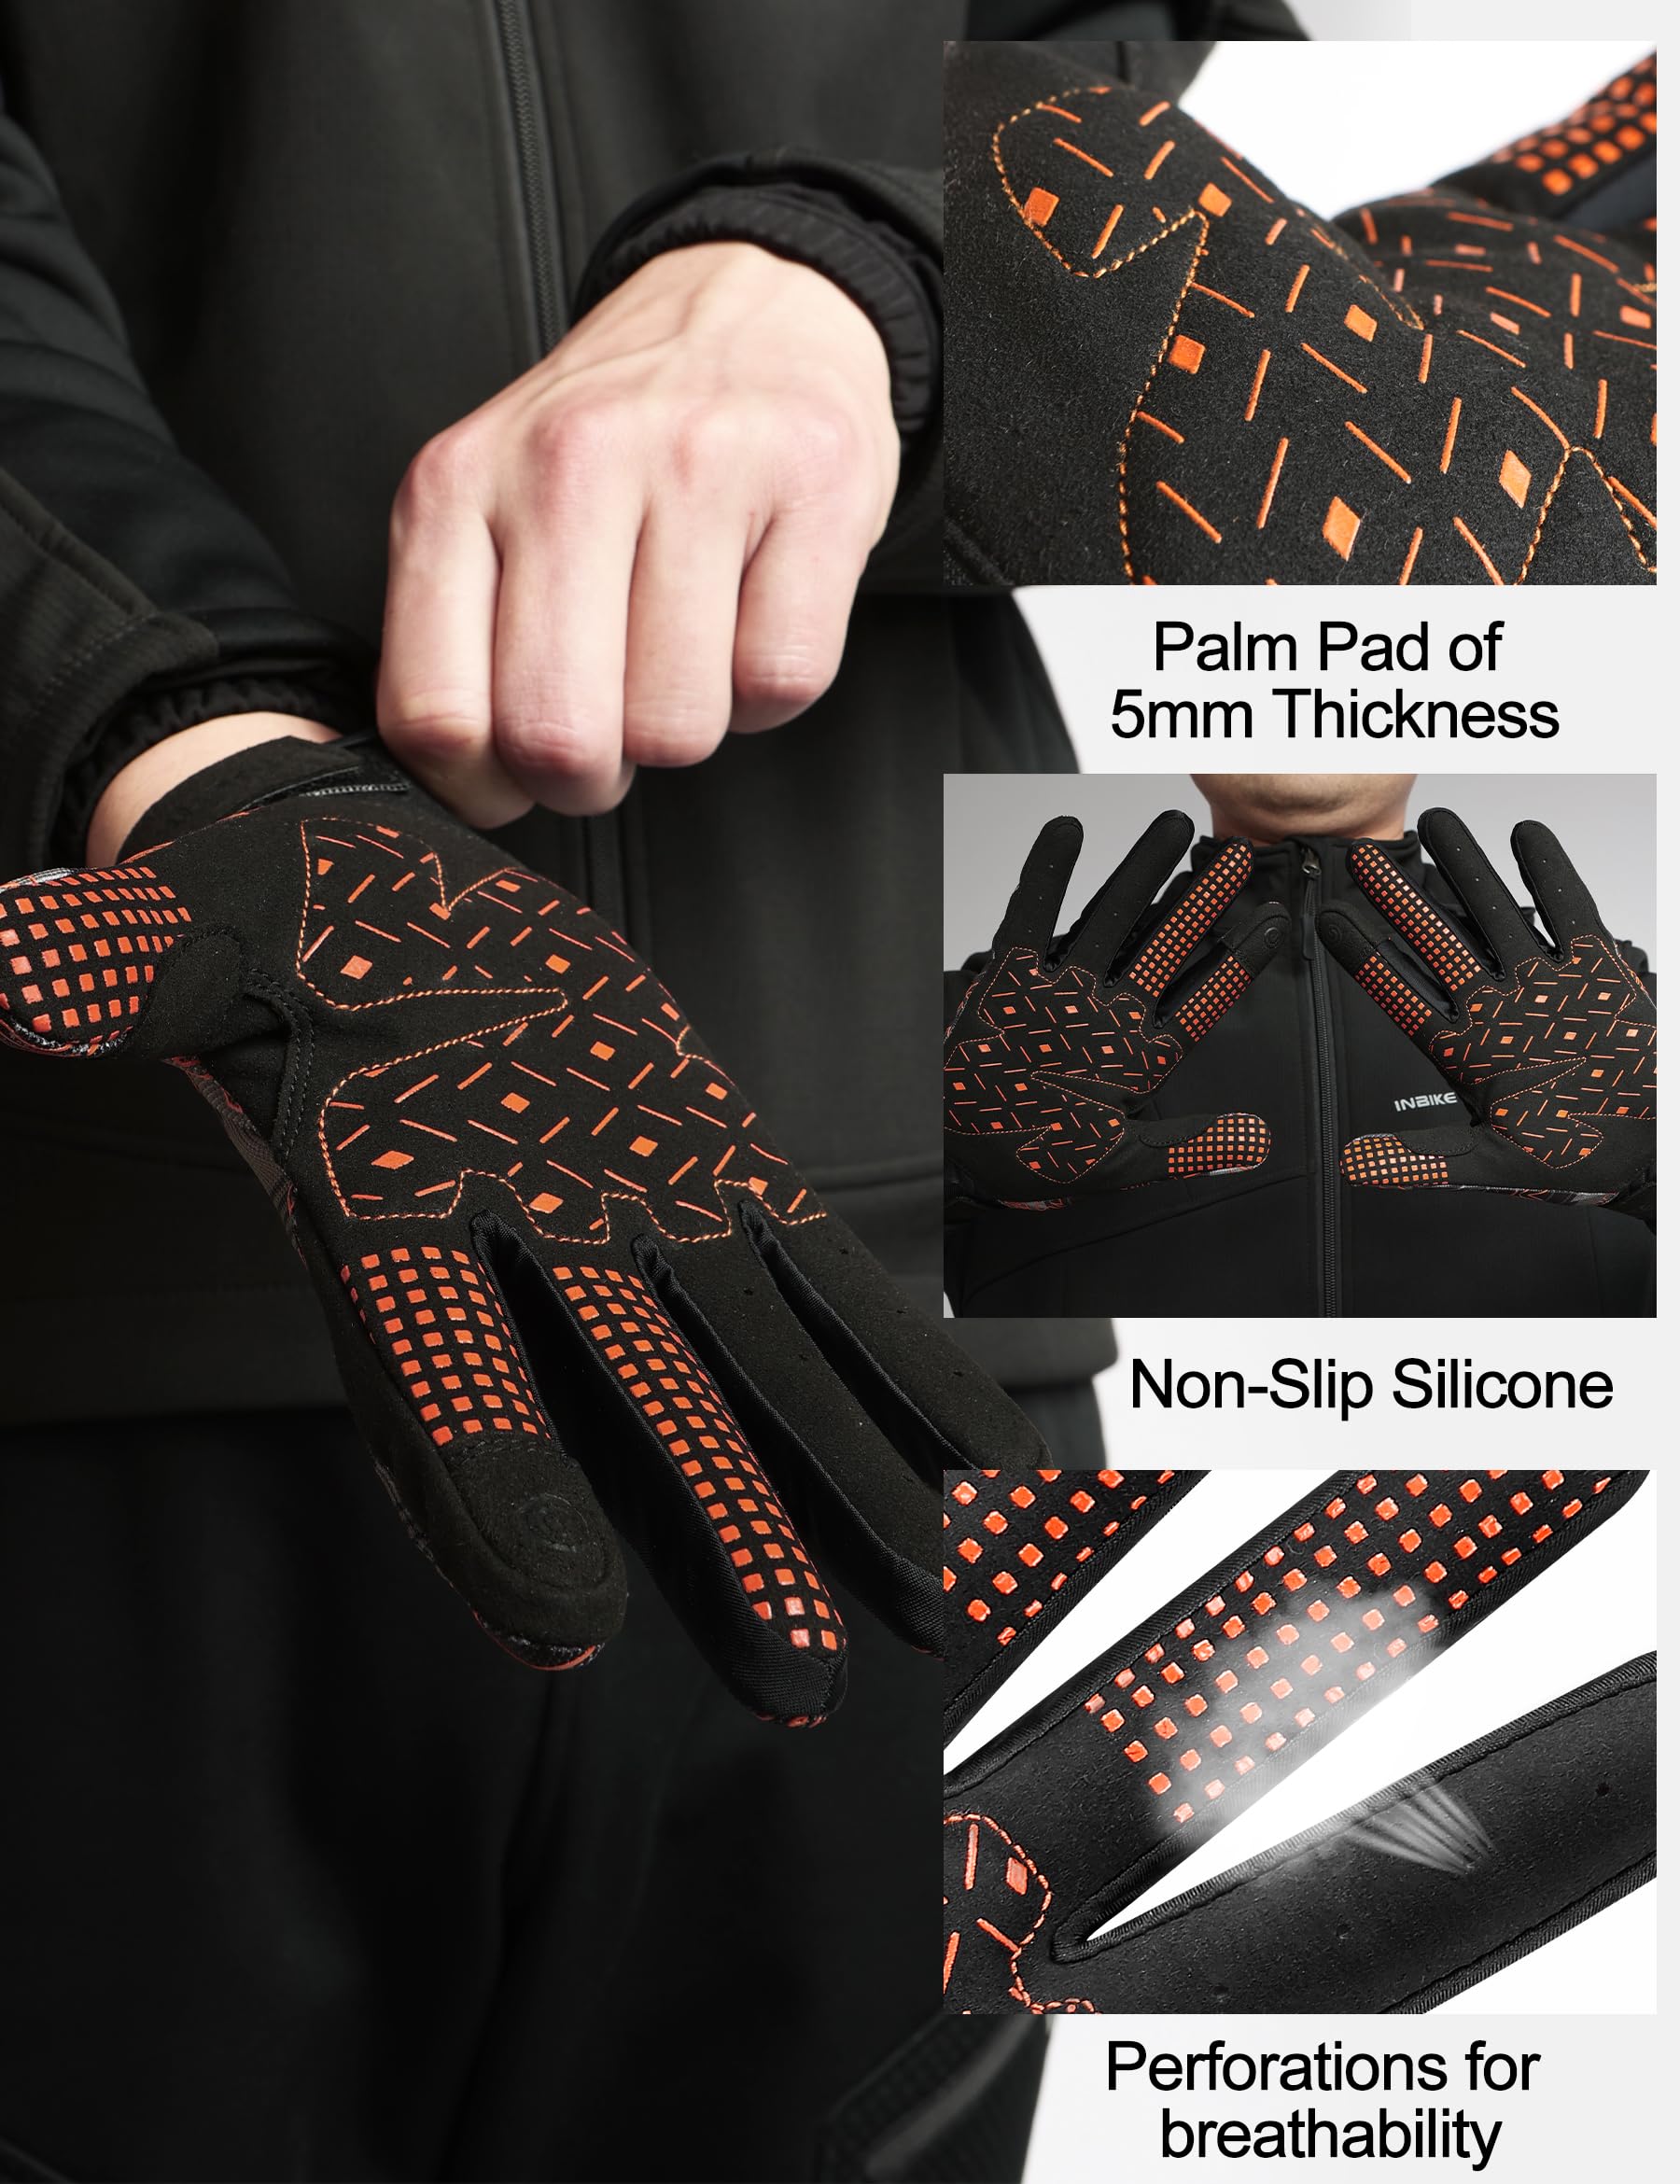 Palm Pad of
5mm Thickness
INBIKE
Non-Slip Silicone
Perforations for
breathability